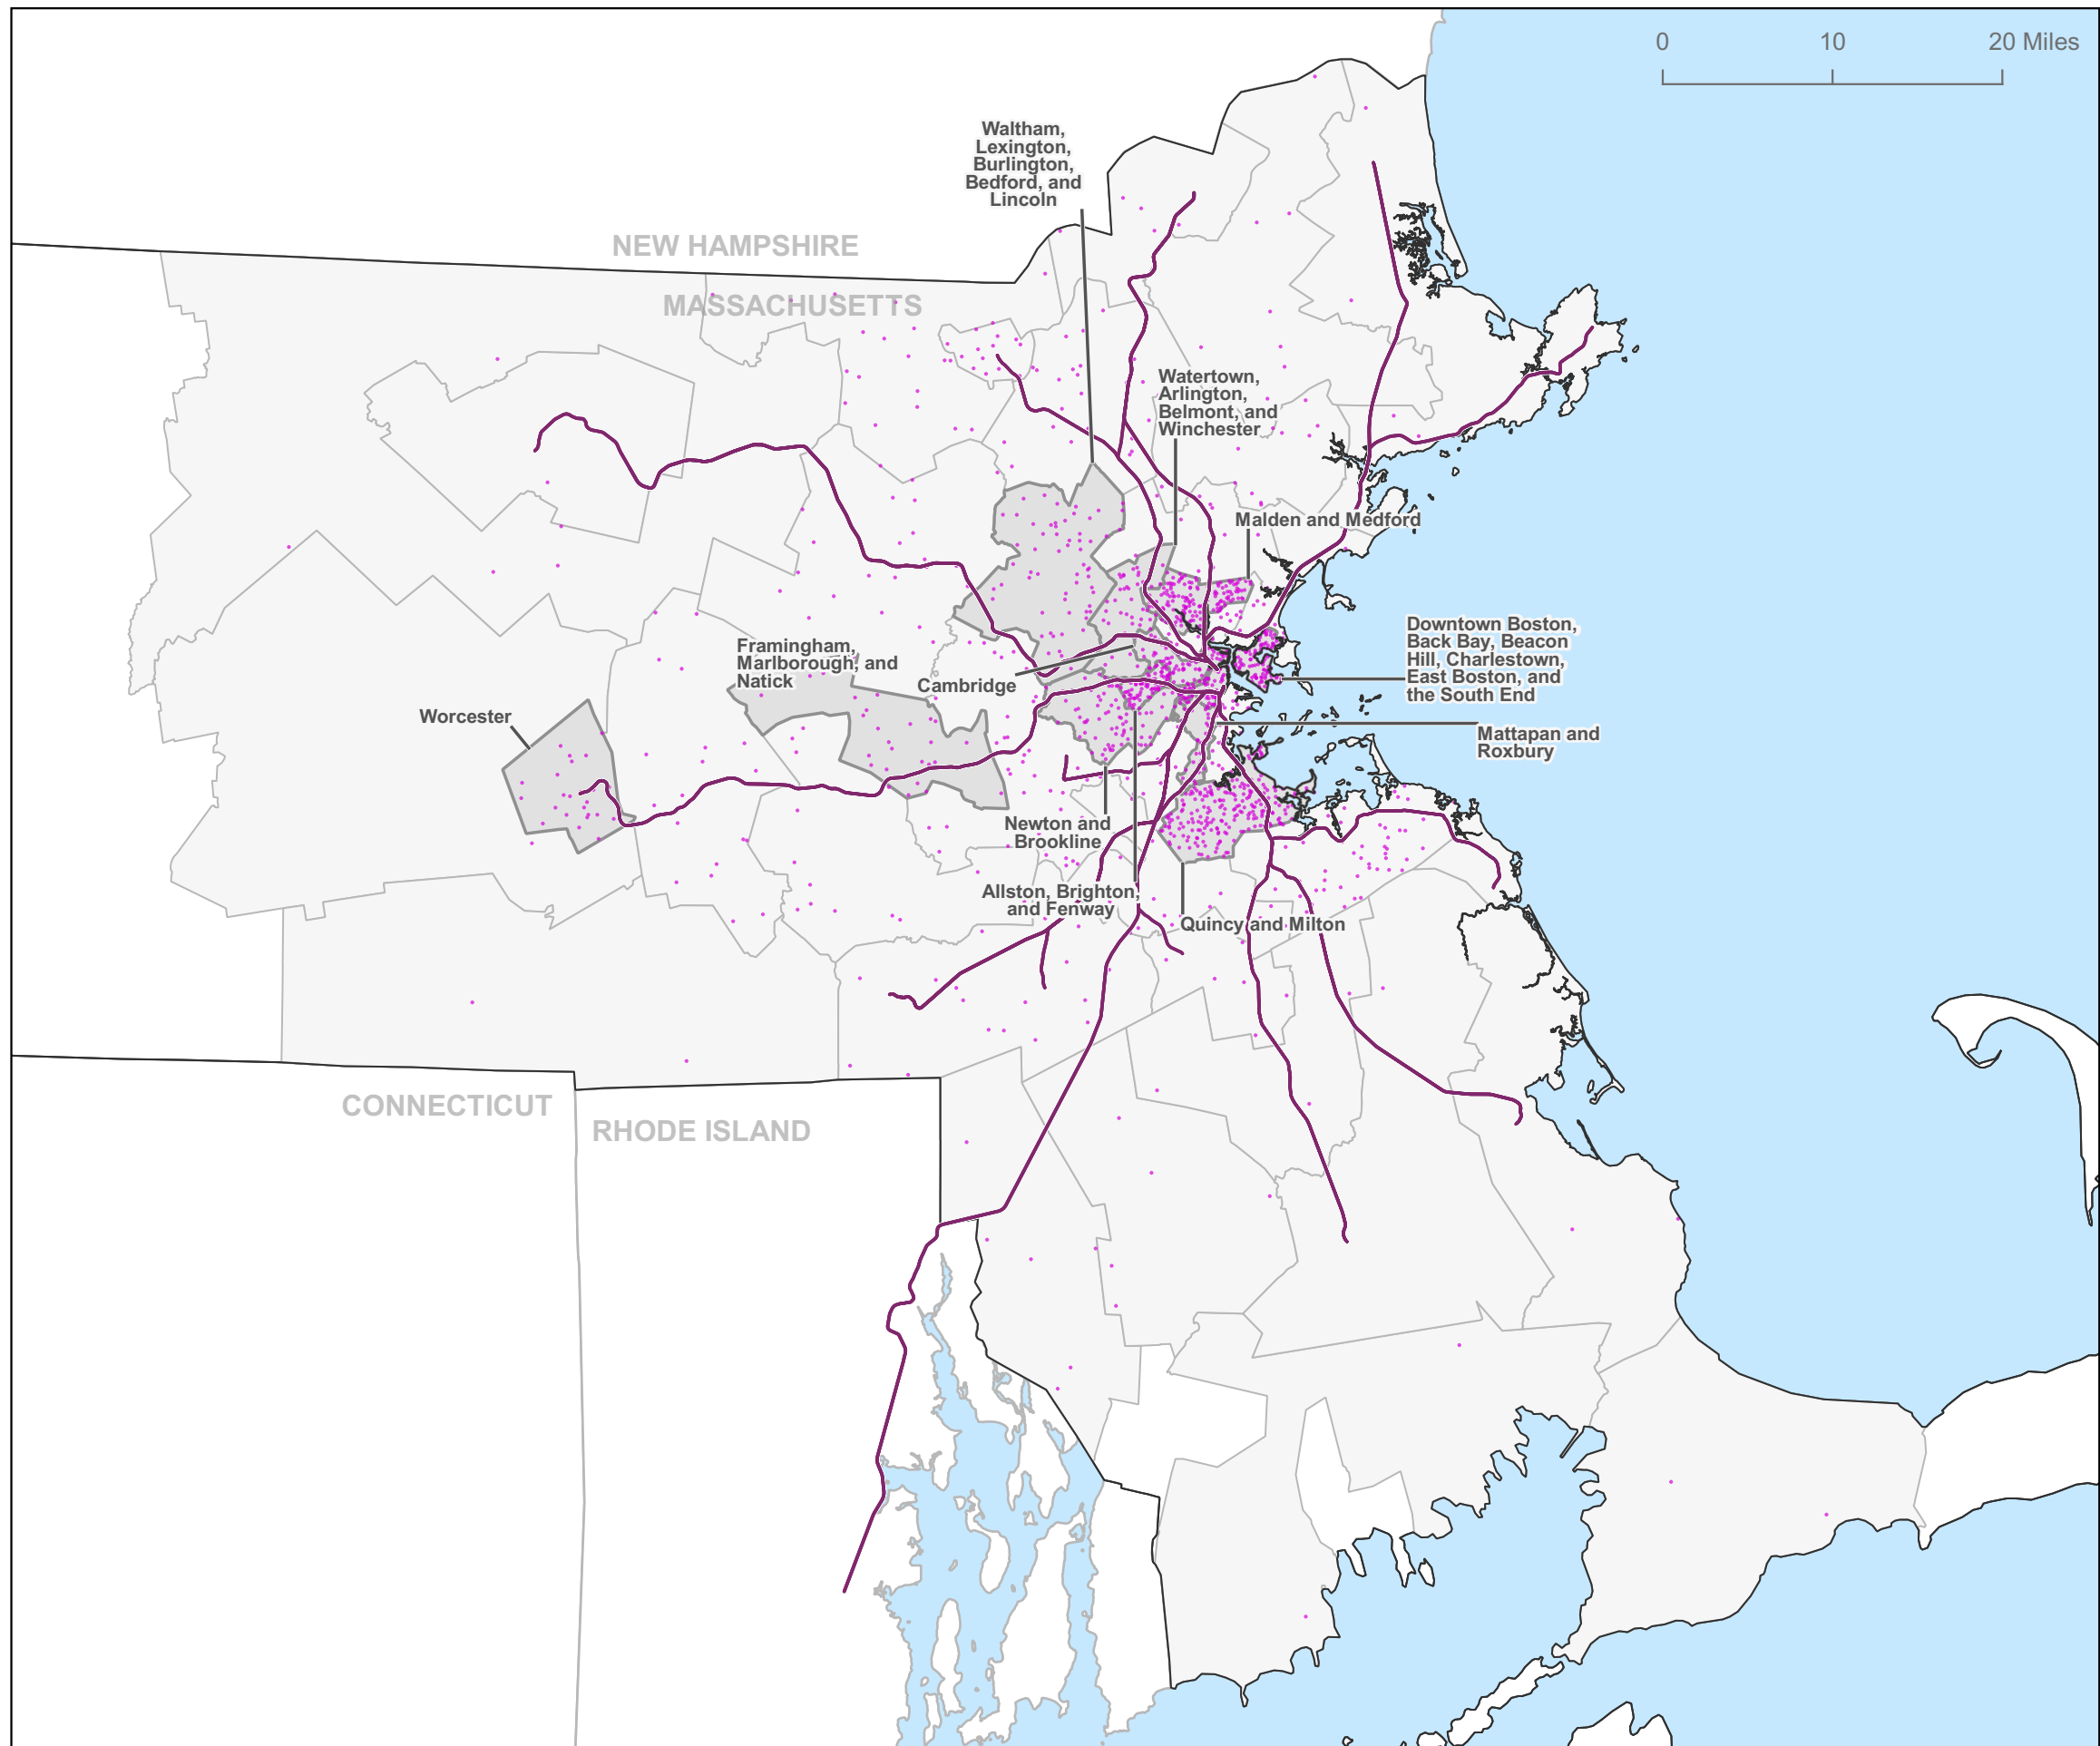 0 10 20 Miles
Waltham,
Lexington,
Burlington,
Bedford, and
Lincoln
NEW HAMPSHIRE
MASSACHUSETTS
Watertown,
Arlington,
Belmont, and
Winchester
Malden and Medford
Downtown Boston,
Back Bay, Beacon
Hill, Charlestown,
East Boston, and
the South End
Framingham,
Marlborough, and
Natick
Cambridge
Worcester
Mattapan and
Roxbury
Newton and
Brookline
Allston, Brighton,
and Fenway
Quincy and Milton
CONNECTICUT
RHODE ISLAND